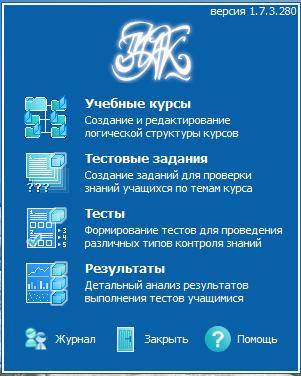 версия 1.7.3.280
Учебные курсы
Создание и редактирование
логической структуры курсов
Тестовые задания
Создание заданий для проверки
знаний учащихся по темам курса
???
Тесты
Формирование тестов для проведения
различных типов контроля знаний
Результаты
Детальный анализ результатов
выполнения тестов учащимися
Журнал
Закрыть
? Помощь